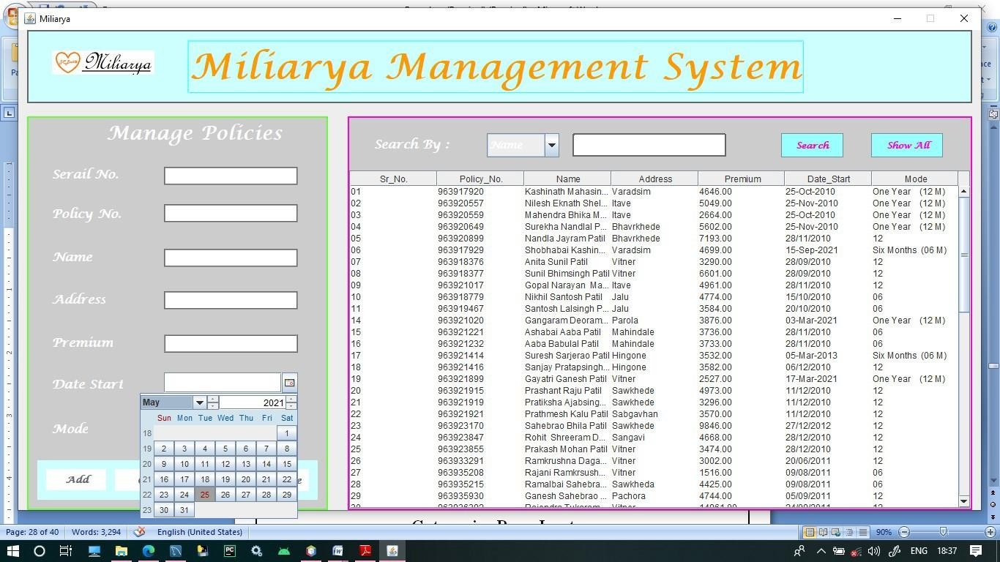 Miliarya
Miliarya
Miliarya Management System
Manage Policies
Serail No.
Policy No.
Name
Address
Premium
Date Start
Mode
May 2021
Sun Mon Tue Wed Thu Fri Sat
18 1
19 2 3 4 5 6 7 8
20 9 10 11 12 13 14 15
21 16 17 18 19 20 21 22
22 23 24 25 26 27 28 29
23 30 31
Add
Search By : Name Search Show All
Sr_No. Policy_No. Name Address Premium Date_Start Mode
01 963917920 Kashinath Mahasin... Varadsim 4646.00 25-Oct-2010 One Year (12 M)
02 963920557 Nilesh Eknath Shel... Itave 5049.00 25-Nov-2010 One Year (12 M)
03 963920559 Mahendra Bhika M... Itave 2664.00 25-Oct-2010 One Year (12 M)
04 963920649 Surekha Nandlal P... Bhavrkhede 5602.00 25-Nov-2010 One Year (12 M)
05 963920899 Nandla Jayram Patil Bhavrkhede 7193.00 28/11/2010 12
06 963917929 Shobhabai Kashin... Varadsim 4699.00 15-Sep-2021 Six Months (06 M)
07 963918376 Anita Sunil Patil Vitner 3290.00 28/09/2010 12
08 963918377 Sunil Bhimsingh Patil Vitner 6601.00 28/09/2010 12
09 963921017 Gopal Narayan Ma... Itave 4961.00 28/11/2010 12
10 963918779 Nikhil Santosh Patil Jalu 4774.00 15/10/2010 06
11 963919467 Santosh Lalsingh P... Jalu 3584.00 20/10/2010 06
14 963921020 Gangaram Deoram... Parola 3876.00 03-Mar-2021 One Year (12 M)
15 963921221 Ashabai Aaba Patil Mahindale 3736.00 28/11/2010 06
16 963921232 Aaba Babulal Patil Mahindale 3733.00 28/11/2010 06
17 963921414 Suresh Sarjerao Patil Hingone 3532.00 05-Mar-2013 Six Months (06 M)
18 963921416 Sanjay Pratapsingh... Hingone 3582.00 06/12/2010 12
19 963921899 Gayatri Ganesh Patil Vitner 2527.00 17-Mar-2021 One Year (12 M)
20 963921915 Prashant Raju Patil Sawkhede 4973.00 11/12/2010 12
21 963921919 Pratiksha Ajabsing... Sawkhede 3296.00 11/12/2010 12
22 963921921 Prathmesh Kalu Patil Sabgavhan 3570.00 11/12/2010 12
23 963923170 Sahebrao Bhila Patil Sawkhede 9846.00 27/12/2012 12
24 963923847 Rohit Shreeram D... Sangavi 4668.00 28/12/2010 12
25 963923855 Prakash Mohan Patil Vitner 3474.00 28/12/2010 12
26 963933291 Ramkrushna Daga... Vitner 3002.00 20/06/2011 12
27 963935208 Rajani Ramkrsush... Vitner 1516.00 09/08/2011 06
28 963935215 Ramalbai Sahebra... Sawkheda 4425.00 09/08/2011 06
29 963935930 Ganesh Sahebrao ... Pachora 4744.00 05/09/2011 12
Page: 28 of 40 Words: 3,294 English (United States) 90%
ENG 18:37